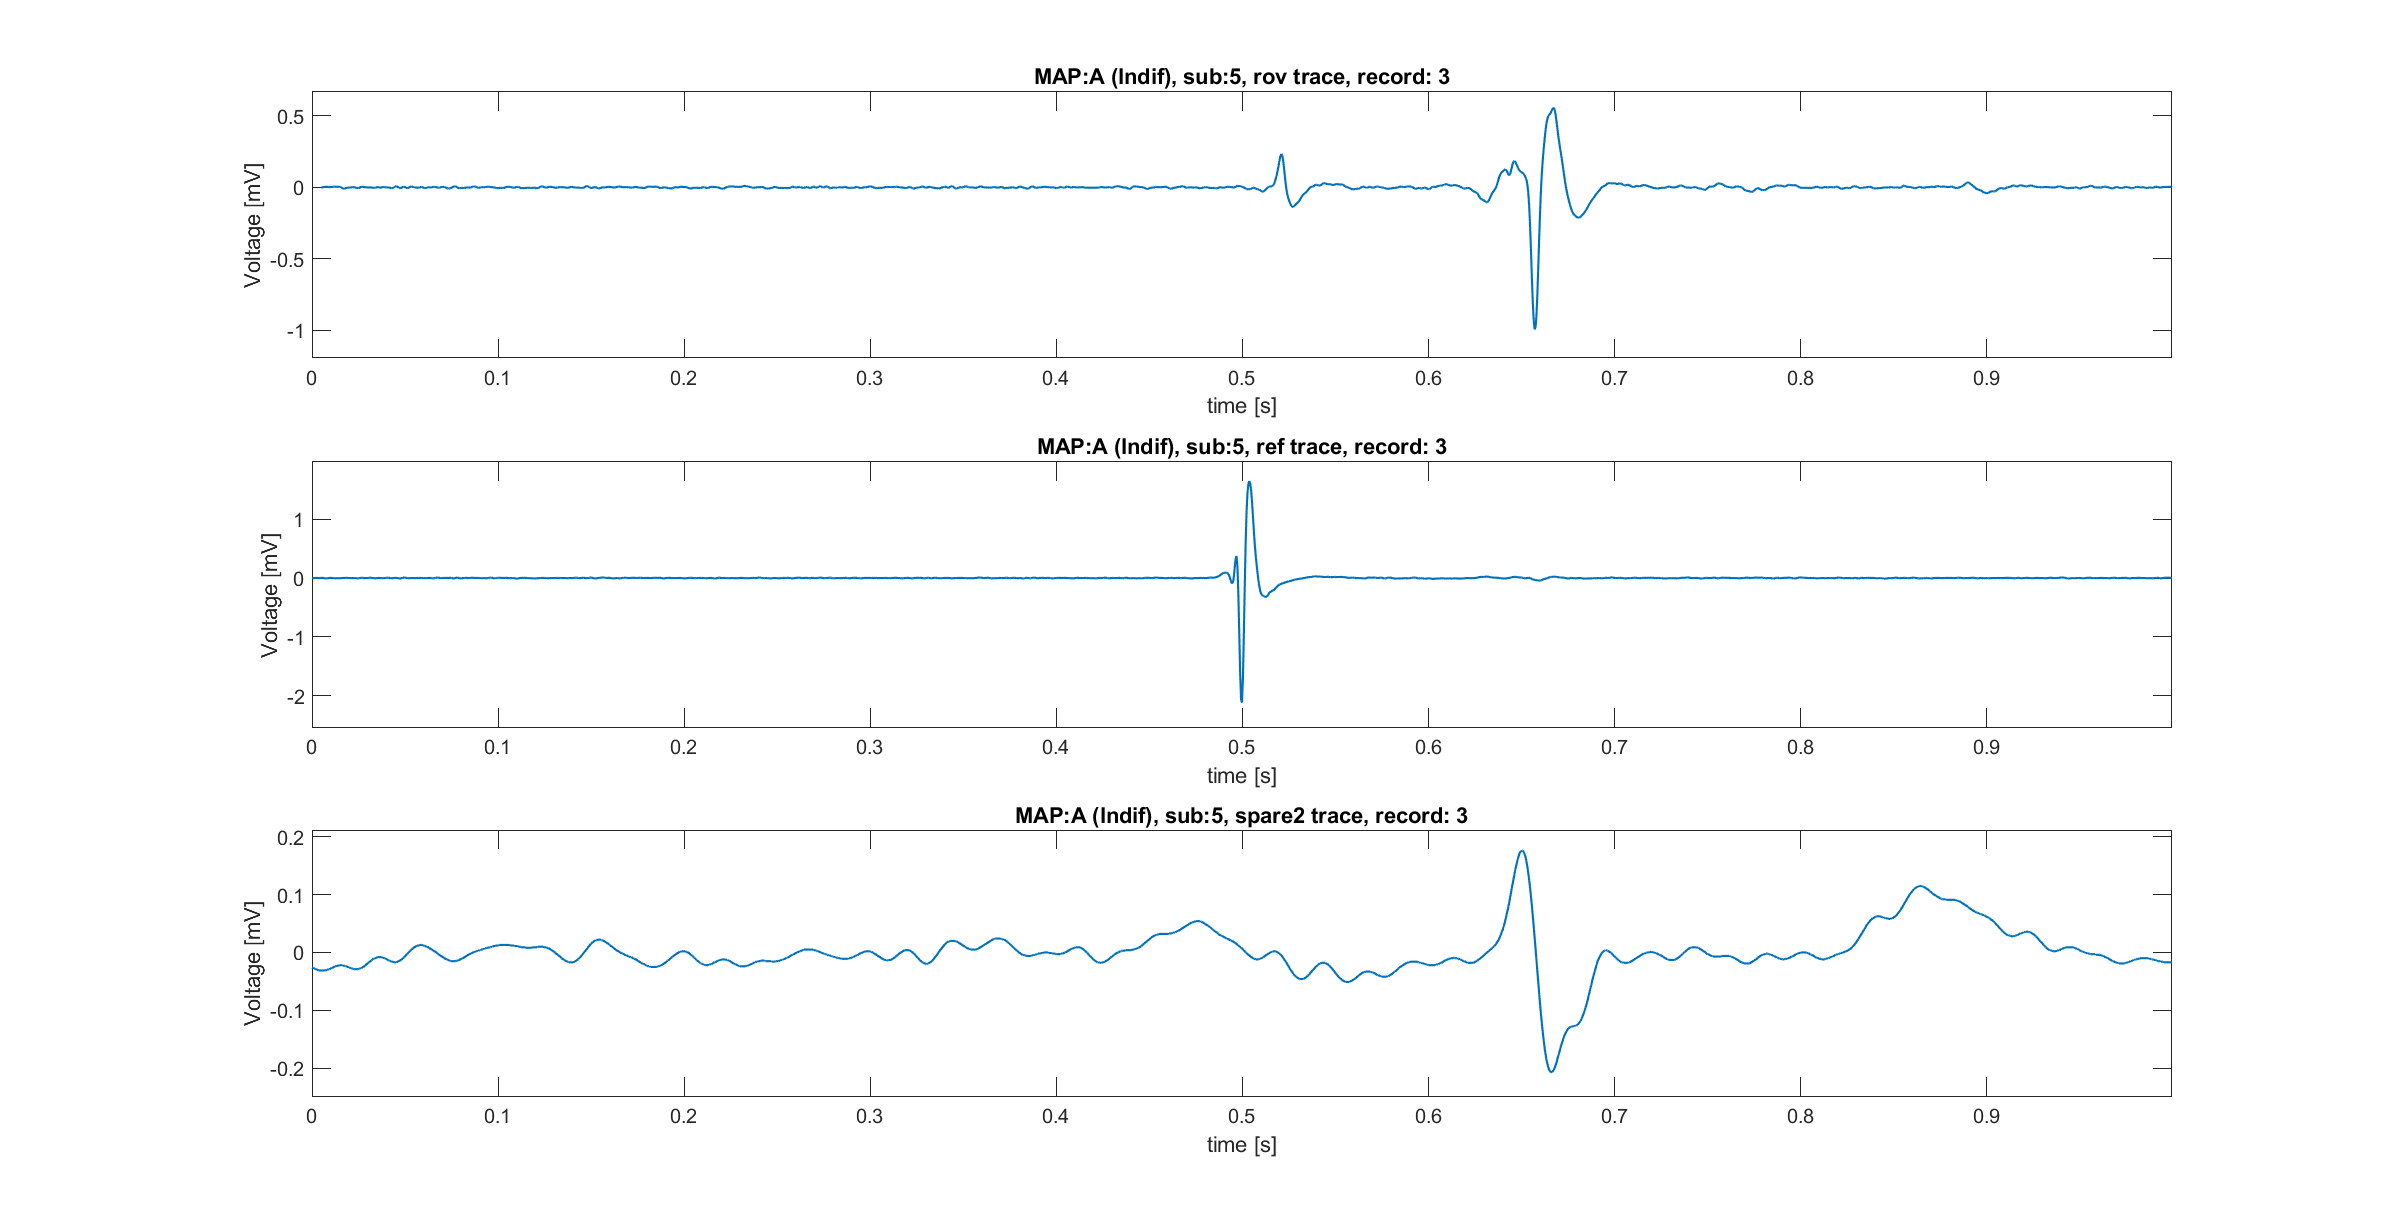 MAP:A (Indif), sub:5, rov trace, record: 3
0.5
0
-0.5
-1
Voltage [mV]
0 0.1 0.2 0.3 0.4 0.5 0.6 0.7 0.8 0.9
time [s]
MAP:A (Indif), sub:5, ref trace, record: 3
1
0
-1
-2
Voltage [mV]
0 0.1 0.2 0.3 0.4 0.5 0.6 0.7 0.8 0.9
time [s]
MAP:A (Indif), sub:5, spare2 trace, record: 3
0.2
0.1
0
-0.1
-0.2
Voltage [mV]
0 0.1 0.2 0.3 0.4 0.5 0.6 0.7 0.8 0.9
time [s]